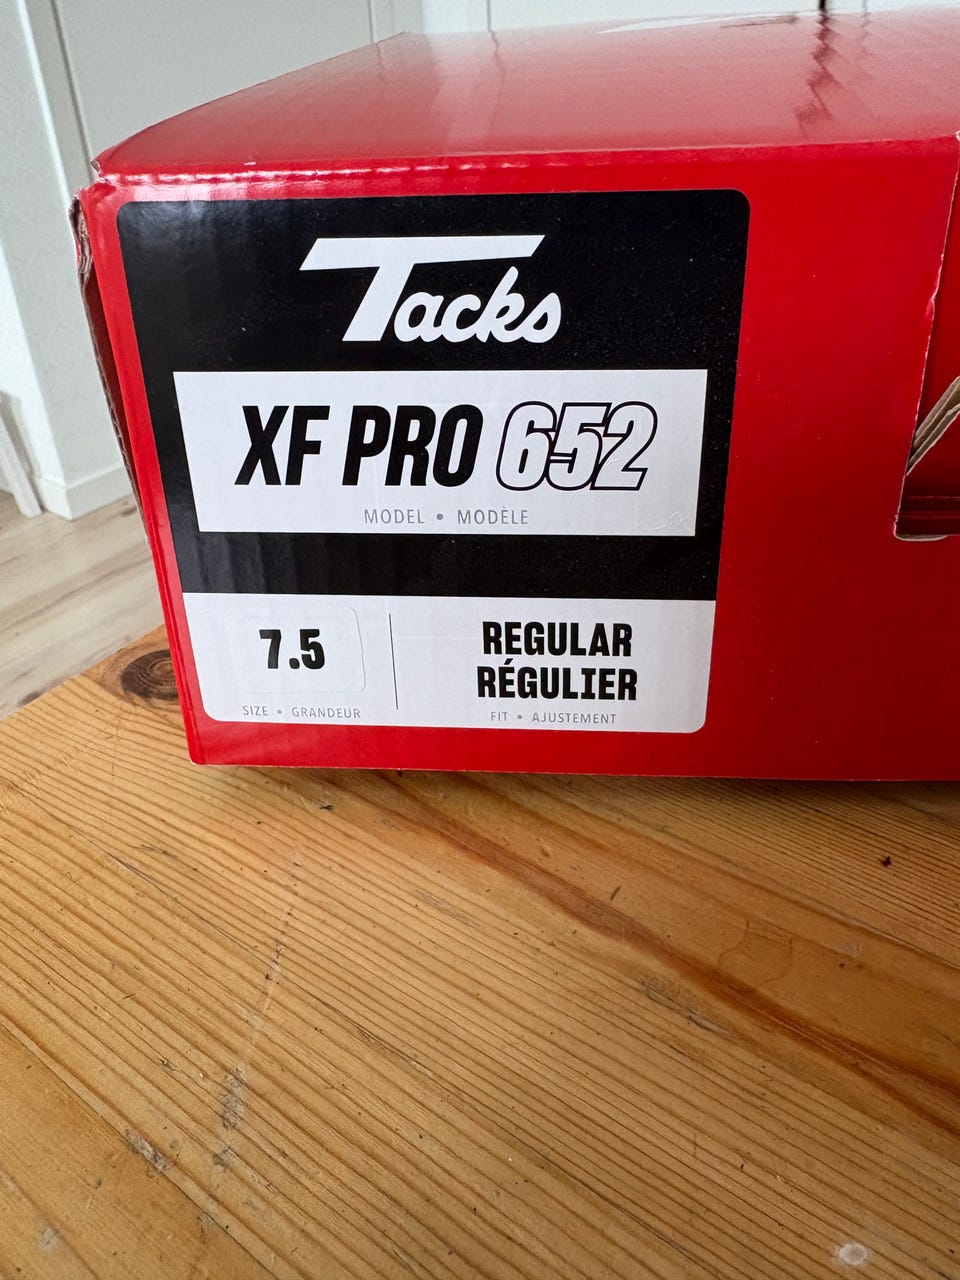 Tacks
XF PRO 652
MODEL • MODÈLE
7.5
SIZE • GRANDEUR
REGULAR
RÉGULIER
FIT • AJUSTEMENT